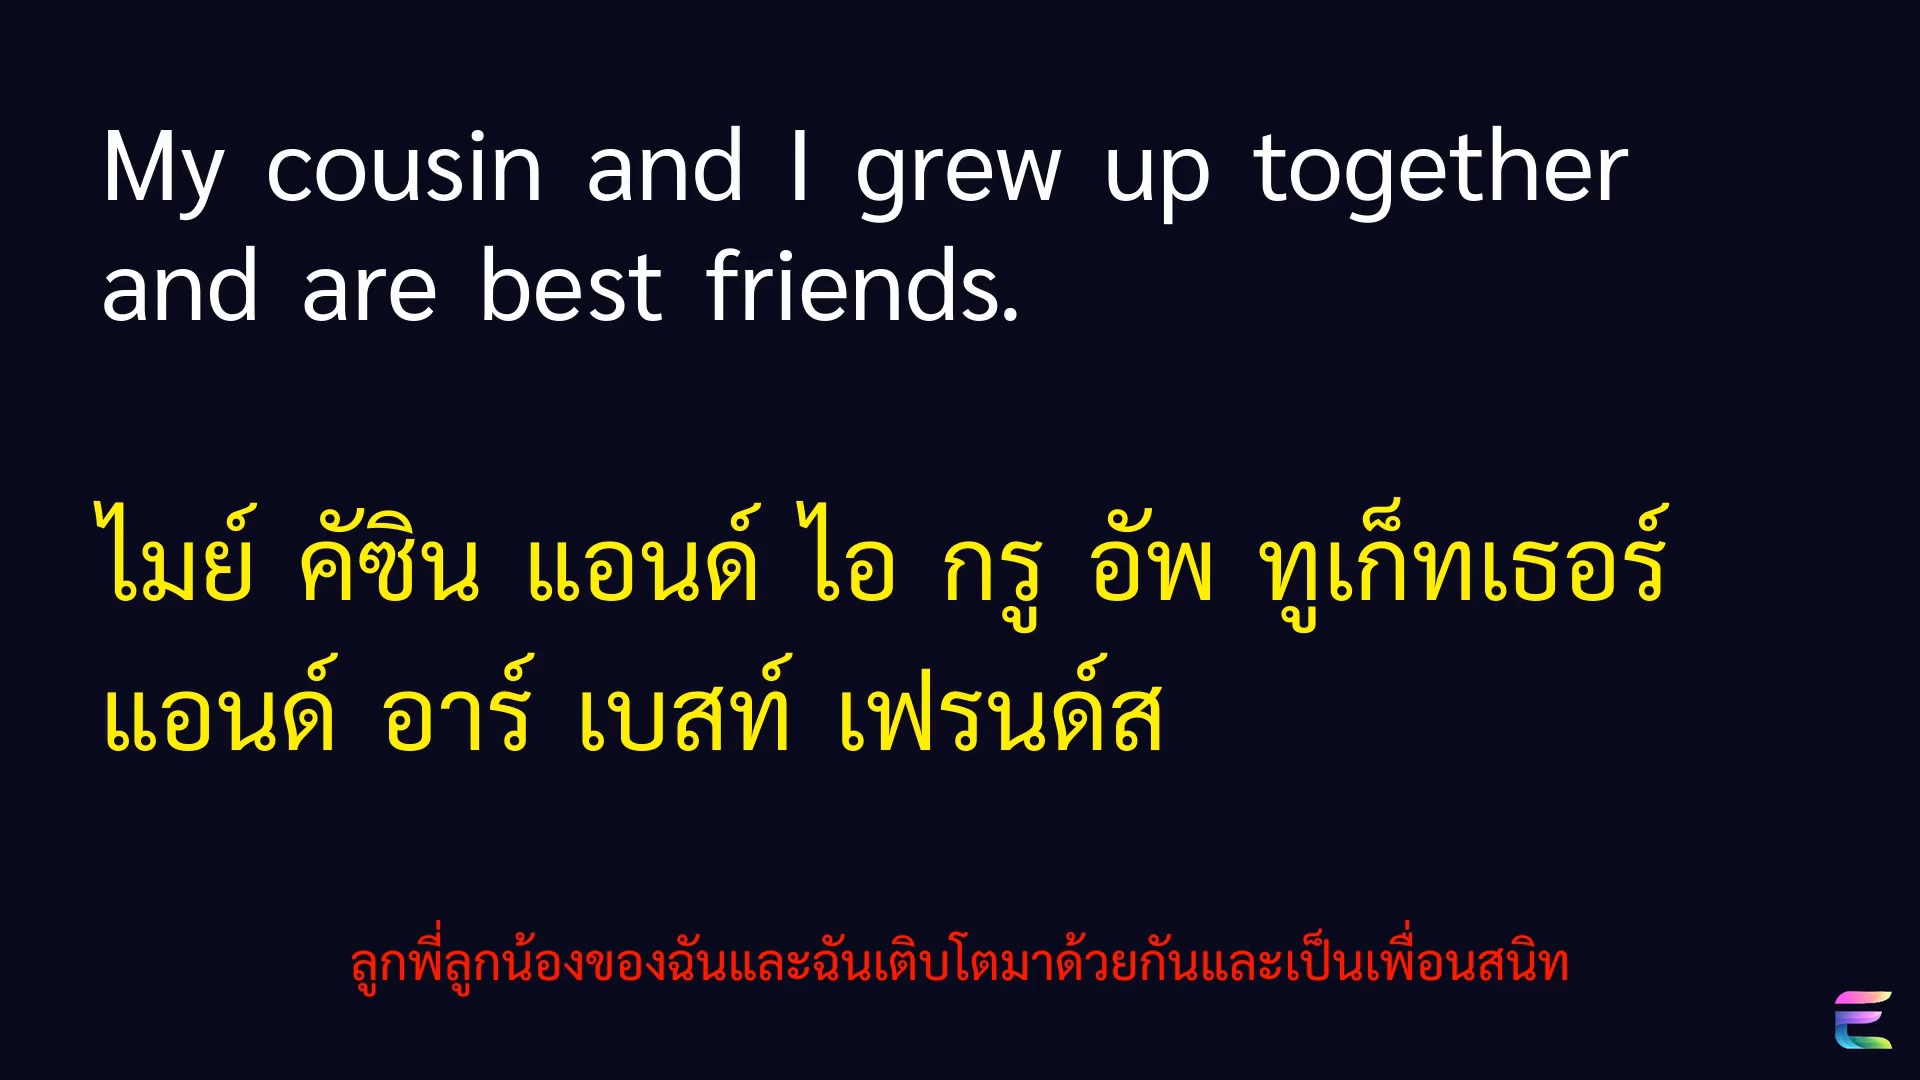 My cousin and I grew up together
and are best friends.
ไมย์ คัซิน แอนด์ ไอ กรู อัพ ทูเก็ทเธอร์
แอนด์ อาร์ เบสท์ เฟรนด์ส
ลูกพี่ลูกน้องของฉันและฉันเติบโตมาด้วยกันและเป็นเพื่อนสนิท